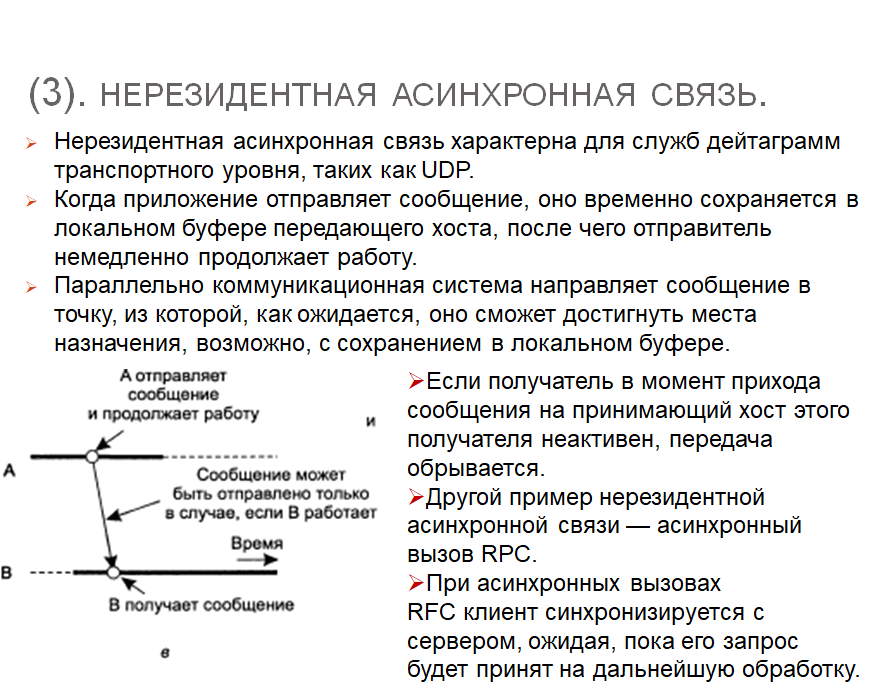 (3). НЕРЕЗИДЕНТНАЯ АСИНХРОННАЯ СВЯЗЬ.
Нерезидентная асинхронная связь характерна для служб дейтаграмм
транспортного уровня, таких как UDP.
Когда приложение отправляет сообщение, оно временно сохраняется в
локальном буфере передающего хоста, после чего отправитель
немедленно продолжает работу.
Параллельно коммуникационная система направляет сообщение в
точку, из которой, как ожидается, оно сможет достигнуть места
назначения, возможно, с сохранением в локальном буфере.
А отправляет
сообщение
и продолжает работу
и
А
Сообщение может
быть отправлено только
в случае, если В работает
Время
В
В получает сообщение
в
Если получатель в момент прихода
сообщения на принимающий хост этого
получателя неактивен, передача
обрывается.
Другой пример нерезидентной
асинхронной связи — асинхронный
вызов RPC.
При асинхронных вызовах
RFC клиент синхронизируется с
сервером, ожидая, пока его запрос
будет принят на дальнейшую обработку.